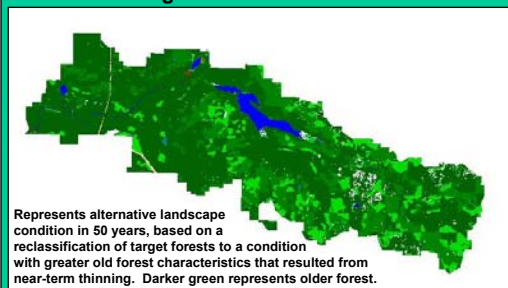 Represents alternative landscape
condition in 50 years, based on a
reclassification of target forests to a condition
with greater old forest characteristics that resulted from
near-term thinning. Darker green represents older forest.